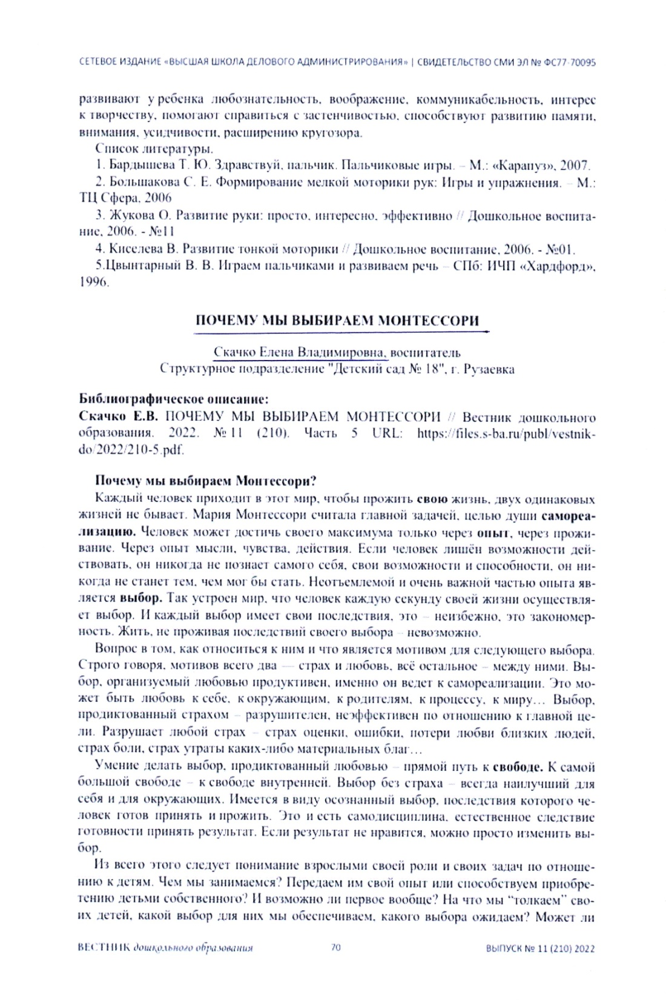 СЕТЕВОЕ ИЗДАНИЕ «ВЫСШАЯ ШКОЛА ДЕЛОВОГО АДМИНИСТРИРОВАНИЯ» | СВИДЕТЕЛЬСТВО СМИ ЭЛ № ФС77-70095
развивают у ребенка любознательность, воображение, коммуникабельность, интерес
к творчеству, помогают справиться с застенчивостью, способствуют развитию памяти,
внимания, усидчивости, расширению кругозора.
Список литературы.
1. Бардышева Т. Ю. Здравствуй, пальчик. Пальчиковые игры. – М.: «Карапуз», 2007.
2. Большакова С. Е. Формирование мелкой моторики рук: Игры и упражнения. – М.:
ТЦ Сфера, 2006
3. Жукова О. Развитие руки: просто, интересно, эффективно // Дошкольное воспита-
ние, 2006. - №11
4. Киселева В. Развитие тонкой моторики // Дошкольное воспитание, 2006. - №01.
5.Цвынтарный В. В. Играем пальчиками и развиваем речь – СПб: ИЧП «Хардфорд»,
1996.
ПОЧЕМУ МЫ ВЫБИРАЕМ МОНТЕССОРИ
Скачко Елена Владимировна, воспитатель
Структурное подразделение "Детский сад № 18", г. Рузаевка
Библиографическое описание:
Скачко Е.В. ПОЧЕМУ МЫ ВЫБИРАЕМ МОНТЕССОРИ // Вестник дошкольного
образования. 2022. № 11 (210). Часть 5 URL: https://files.s-ba.ru/publ/vestnik-
do/2022/210-5.pdf.
Почему мы выбираем Монтессори?
Каждый человек приходит в этот мир, чтобы прожить свою жизнь, двух одинаковых
жизней не бывает. Мария Монтессори считала главной задачей, целью души самореа-
лизацию. Человек может достичь своего максимума только через опыт, через прожи-
вание. Через опыт мысли, чувства, действия. Если человек лишён возможности дей-
ствовать, он никогда не познает самого себя, свои возможности и способности, он ни-
когда не станет тем, чем мог бы стать. Неотъемлемой и очень важной частью опыта яв-
ляется выбор. Так устроен мир, что человек каждую секунду своей жизни осуществля-
ет выбор. И каждый выбор имеет свои последствия, это – неизбежно, это закономер-
ность. Жить, не проживая последствий своего выбора – невозможно.
Вопрос в том, как относиться к ним и что является мотивом для следующего выбора.
Строго говоря, мотивов всего два — страх и любовь, всё остальное – между ними. Вы-
бор, организуемый любовью продуктивен, именно он ведет к самореализации. Это мо-
жет быть любовь к себе, к окружающим, к родителям, к процессу, к миру… Выбор,
продиктованный страхом – разрушителен, неэффективен по отношению к главной це-
ли. Разрушает любой страх – страх оценки, ошибки, потери любви близких людей,
страх боли, страх утраты каких-либо материальных благ…
Умение делать выбор, продиктованный любовью – прямой путь к свободе. К самой
большой свободе – к свободе внутренней. Выбор без страха – всегда наилучший для
себя и для окружающих. Имеется в виду осознанный выбор, последствия которого че-
ловек готов принять и прожить. Это и есть самодисциплина, естественное следствие
готовности принять результат. Если результат не нравится, можно просто изменить вы-
бор.
Из всего этого следует понимание взрослыми своей роли и своих задач по отноше-
нию к детям. Чем мы занимаемся? Передаем им свой опыт или способствуем приобре-
тению детьми собственного? И возможно ли первое вообще? На что мы “толкаем” сво-
их детей, какой выбор для них мы обеспечиваем, какого выбора ожидаем? Может ли
ВЕСТНИК дошкольного образования
70
ВЫПУСК № 11 (210) 2022